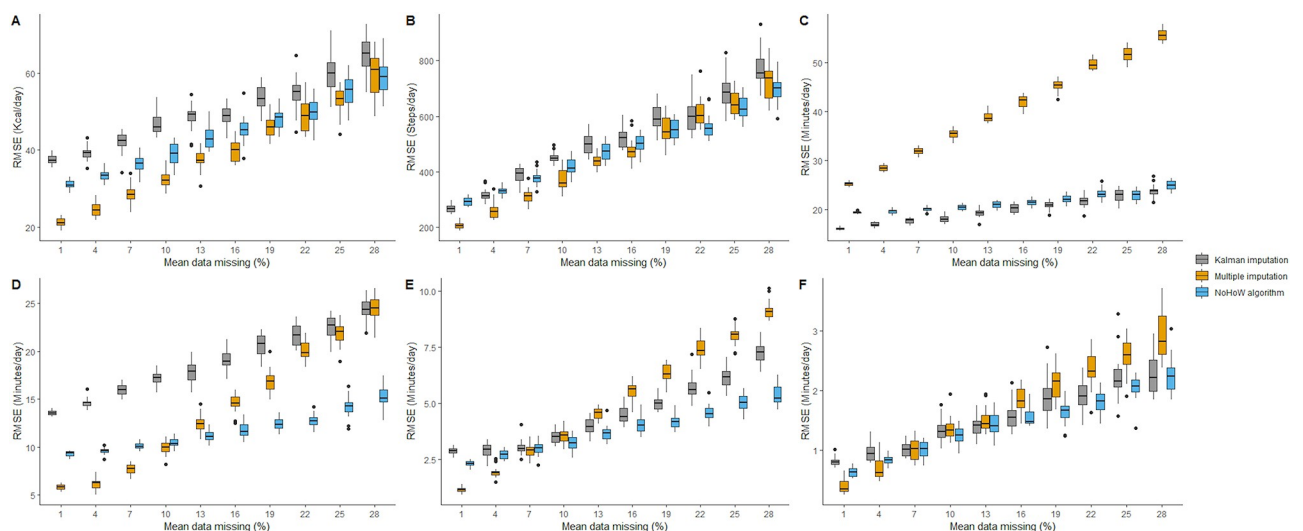 A
RMSE (Kcal/day)
60
40
20
1 4 7 10 13 16 19 22 25 28
Mean data missing (%)
B
RMSE (Steps/day)
800
600
400
200
1 4 7 10 13 16 19 22 25 28
Mean data missing (%)
C
RMSE (Minutes/day)
50
40
30
20
1 4 7 10 13 16 19 22 25 28
Mean data missing (%)
D
RMSE (Minutes/day)
25
20
15
10
5
1 4 7 10 13 16 19 22 25 28
Mean data missing (%)
E
RMSE (Minutes/day)
10.0
7.5
5.0
2.5
1 4 7 10 13 16 19 22 25 28
Mean data missing (%)
F
RMSE (Minutes/day)
3
2
1
1 4 7 10 13 16 19 22 25 28
Mean data missing (%)
Kalman imputation
Multiple imputation
NoHoW algorithm